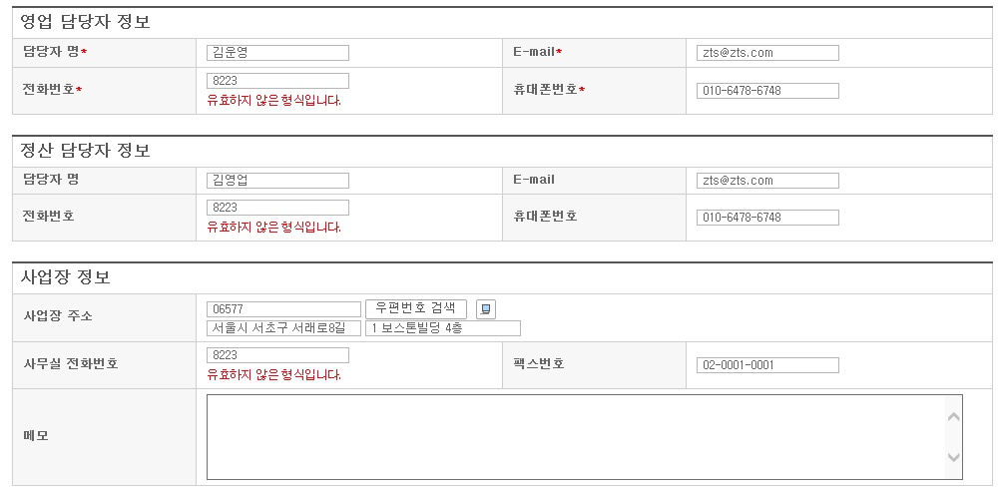 영업 담당자 정보
담당자 명* 김운영 E-mail* zts@zts.com
전화번호* 8223 휴대폰번호* 010-6478-6748
유효하지 않은 형식입니다.
정산 담당자 정보
담당자 명 김영업 E-mail zts@zts.com
전화번호 8223 휴대폰번호 010-6478-6748
유효하지 않은 형식입니다.
사업장 정보
사업장 주소 06577 우편번호 검색
서울시 서초구 서래로8길 1 보스톤빌딩 4층
사무실 전화번호 8223 팩스번호 02-0001-0001
유효하지 않은 형식입니다.
메모